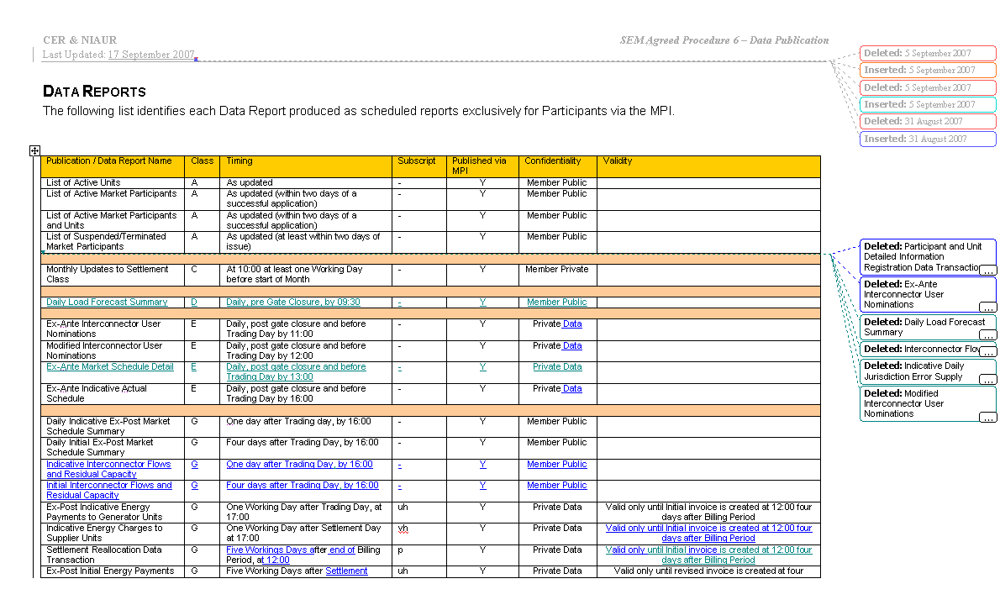 CER & NIAUR
SEM Agreed Procedure 6 – Data Publication
Last Updated: 17 September 2007
Deleted: 5 September 2007
Inserted: 5 September 2007
Deleted: 5 September 2007
Inserted: 5 September 2007
Deleted: 31 August 2007
Inserted: 31 August 2007
DATA REPORTS
The following list identifies each Data Report produced as scheduled reports exclusively for Participants via the MPI.
Publication / Data Report Name Class Timing Subscript Published via Confidentiality Validity
MPI
List of Active Units A As updated - Y Member Public
List of Active Market Participants A As updated (within two days of a - Y Member Public
successful application)
List of Active Market Participants A As updated (within two days of a - Y Member Public
and Units successful application)
List of Suspended/Terminated A As updated (at least within two days of - Y Member Public
Market Participants issue)
Monthly Updates to Settlement C At 10:00 at least one Working Day - Y Member Private
Class before start of Month
Daily Load Forecast Summary D Daily, pre Gate Closure, by 09:30 - Y Member Public
Ex-Ante Interconnector User E Daily, post gate closure and before - Y Private Data
Nominations Trading Day by 11:00
Modified Interconnector User E Daily, post gate closure and before - Y Private Data
Nominations Trading Day by 12:00
Ex-Ante Market Schedule Detail E Daily, post gate closure and before - Y Private Data
Trading Day by 13:00
Ex-Ante Indicative Actual E Daily, post gate closure and before - Y Private Data
Schedule Trading Day by 16:00
Daily Indicative Ex-Post Market G One day after Trading day, by 16:00 - Y Member Public
Schedule Summary
Daily Initial Ex-Post Market G Four days after Trading Day, by 16:00 - Y Member Public
Schedule Summary
Indicative Interconnector Flows G One day after Trading Day, by 16:00 - Y Member Public
and Residual Capacity
Initial Interconnector Flows and G Four days after Trading Day, by 16:00 - Y Member Public
Residual Capacity
Ex-Post Indicative Energy G One Working Day after Trading Day, at uh Y Private Data Valid only until Initial invoice is created at 12:00 four
Payments to Generator Units 17:00 days after Billing Period
Indicative Energy Charges to G One Working Day after Settlement Day vh Y Private Data Valid only until Initial invoice is created at 12:00 four
Supplier Units at 17:00 days after Billing Period
Settlement Reallocation Data G Five Workings Days after end of Billing p Y Private Data Valid only until Initial invoice is created at 12:00 four
Transaction Period, at 12:00 days after Billing Period
Ex-Post Initial Energy Payments G Five Working Days after Settlement uh Y Private Data Valid only until revised invoice is created at four
Deleted: Participant and Unit
Detailed Information
Registration Data Transactio ...
Deleted: Ex-Ante
Interconnector User
Nominations ...
Deleted: Daily Load Forecast
Summary ...
Deleted: Interconnector Flow ...
Deleted: Indicative Daily
Jurisdiction Error Supply ...
Deleted: Modified
Interconnector User
Nominations ...